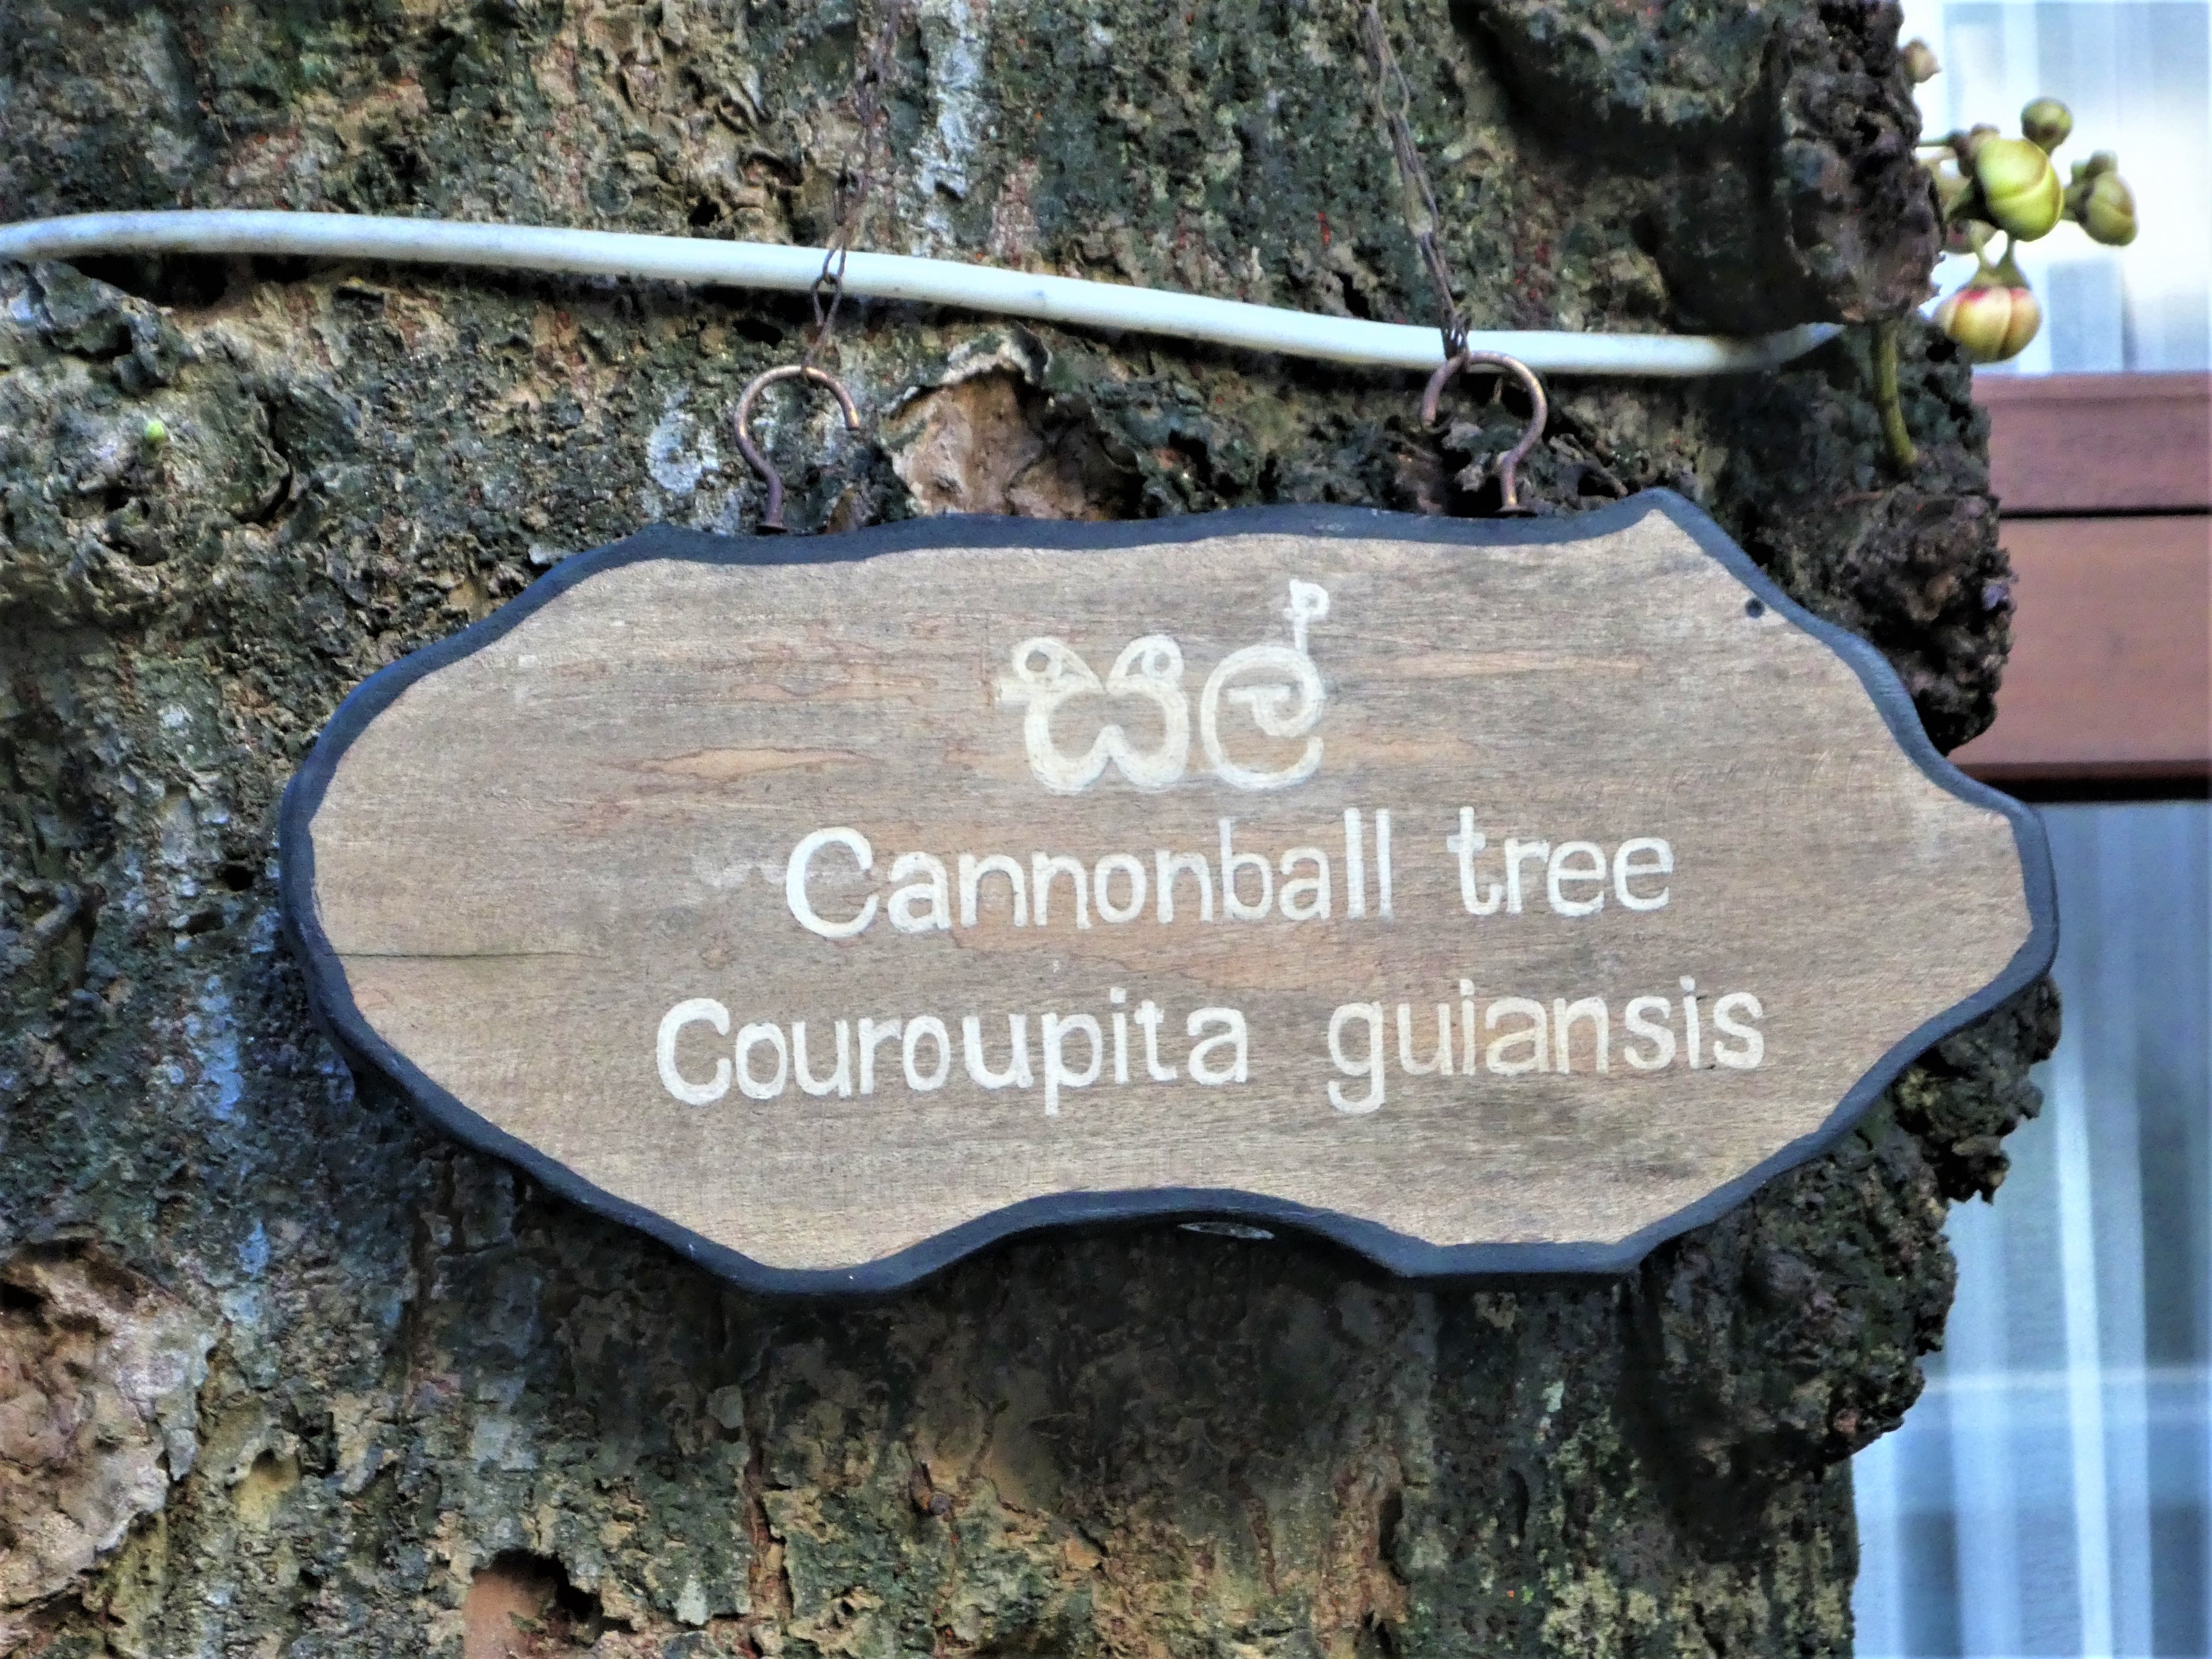 සල්
Cannonball tree
Couroupita guiansis